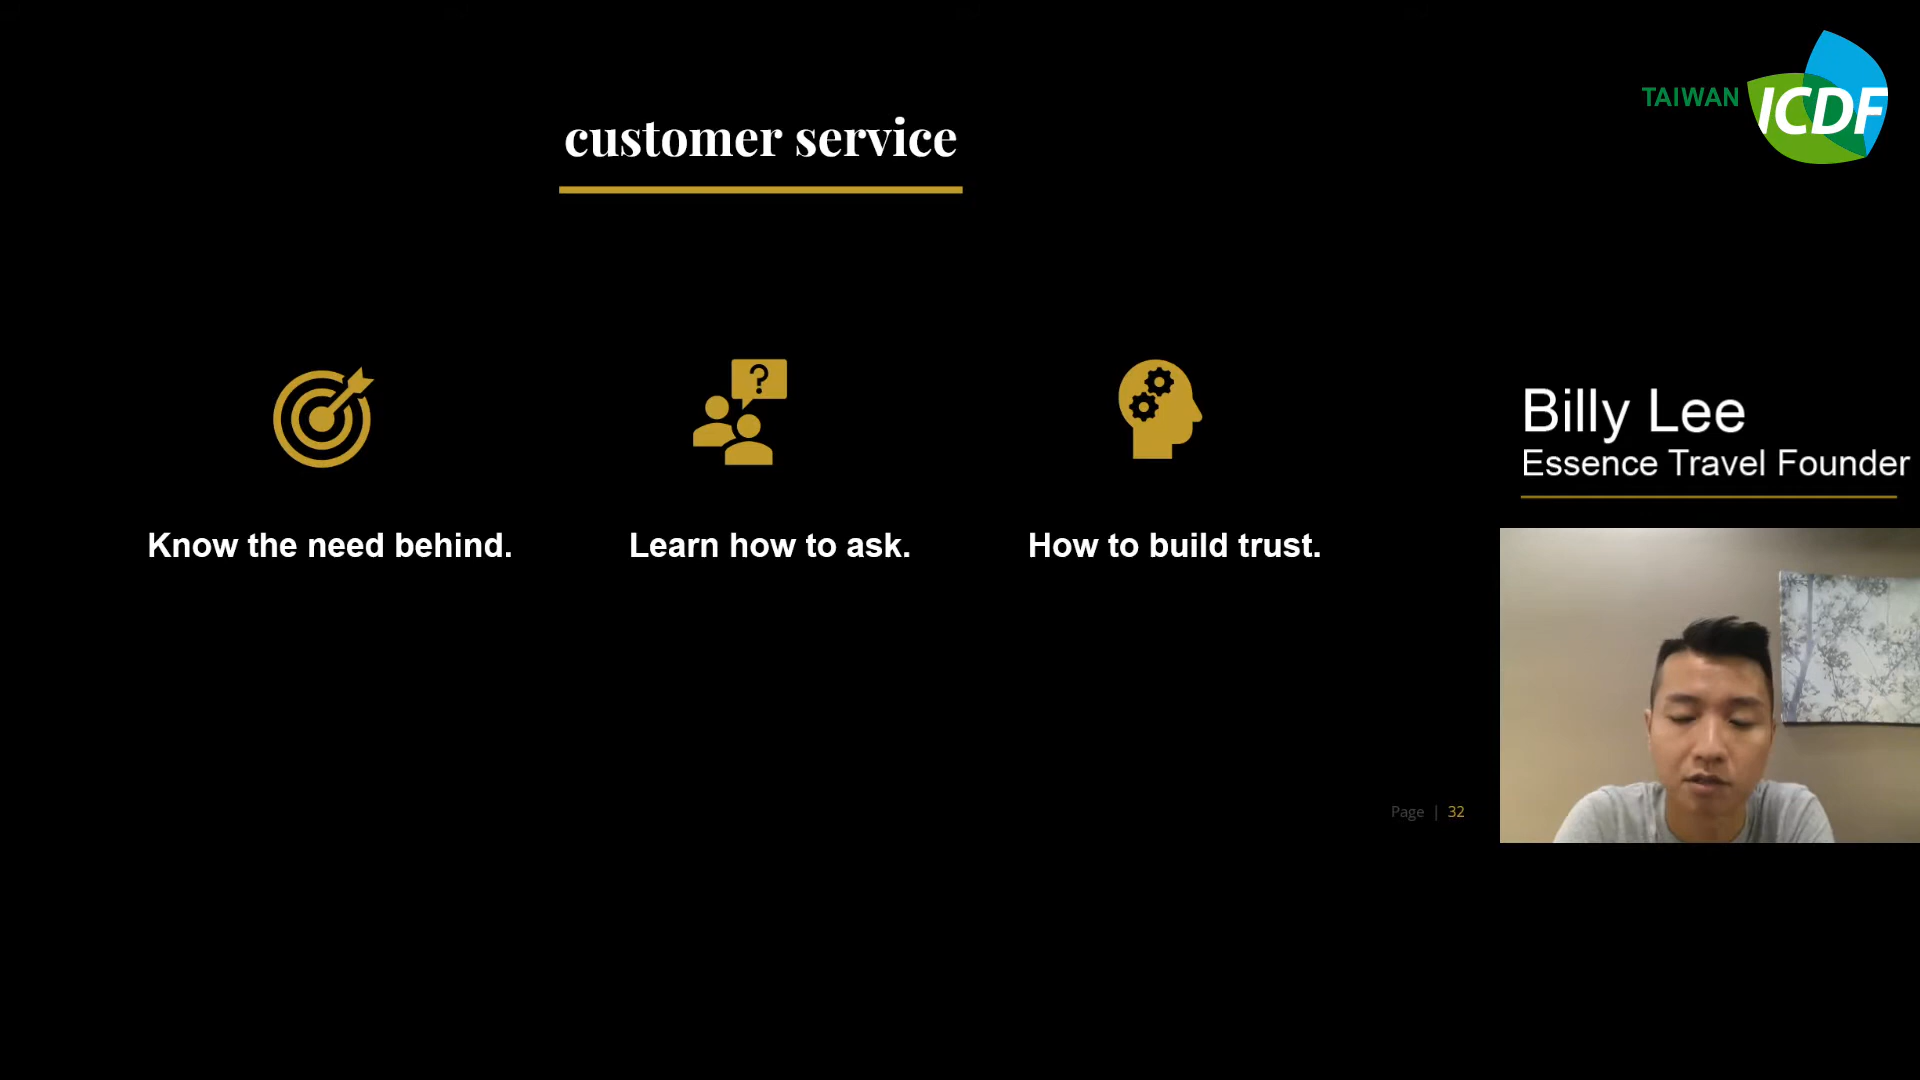 TAIWAN ICDF
customer service
?
Know the need behind.
Learn how to ask.
How to build trust.
Billy Lee
Essence Travel Founder
Page | 32